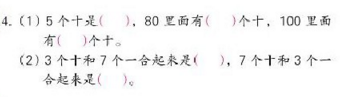 4.(1)5个十是(  ),80里面有(  )个十,100里面
有(  )个十。
(2)3个十和7个一合起来是(  ),7个十和3个一
合起来是(  )。